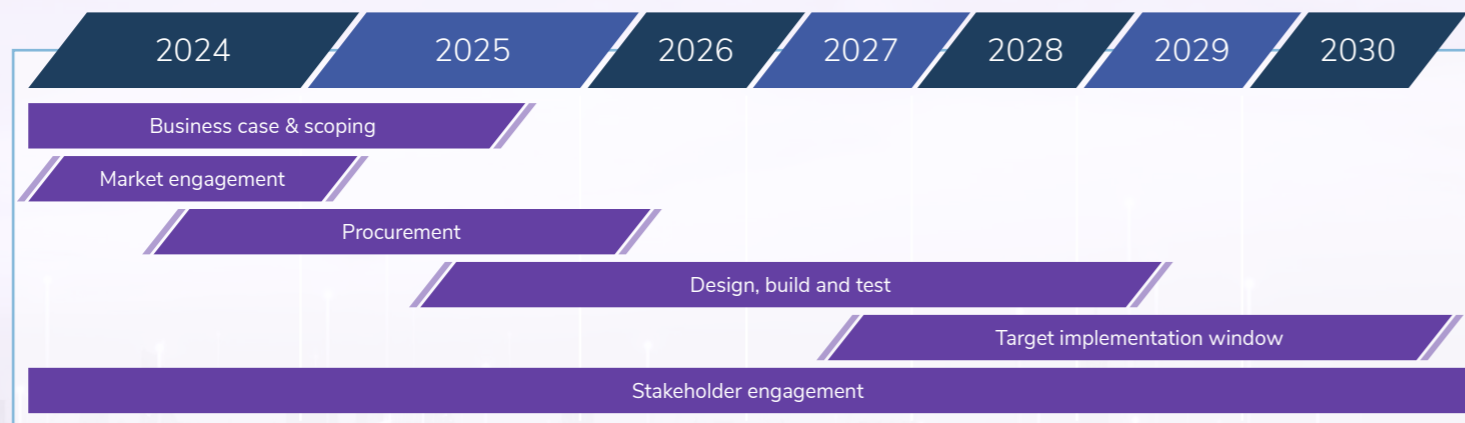 2024 2025 2026 2027 2028 2029 2030
Business case & scoping
Market engagement
Procurement
Design, build and test
Target implementation window
Stakeholder engagement